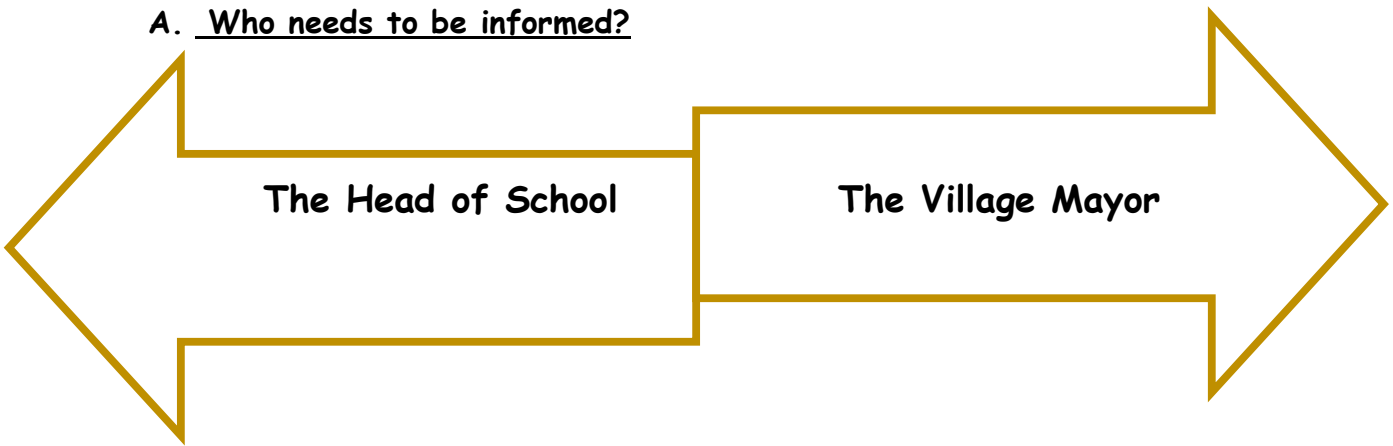 A. Who needs to be informed?
The Head of School
The Village Mayor